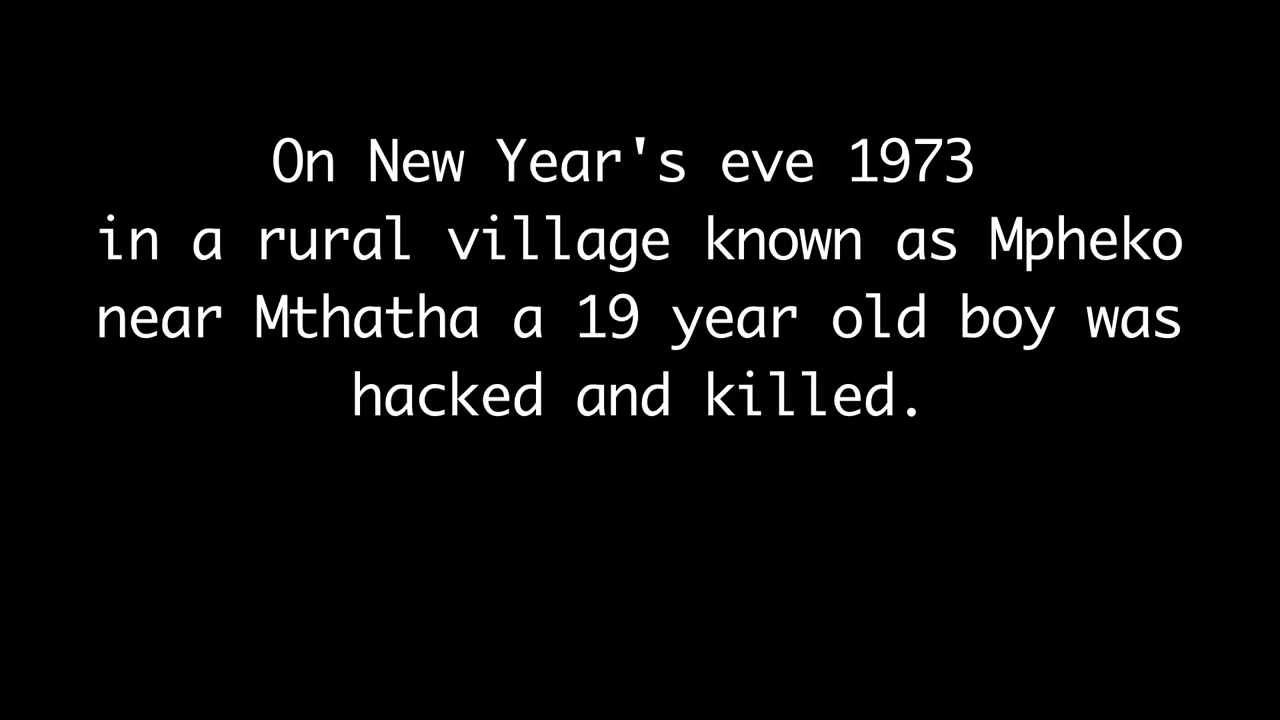 On New Year's eve 1973
in a rural village known as Mpheko
near Mthatha a 19 year old boy was
hacked and killed.